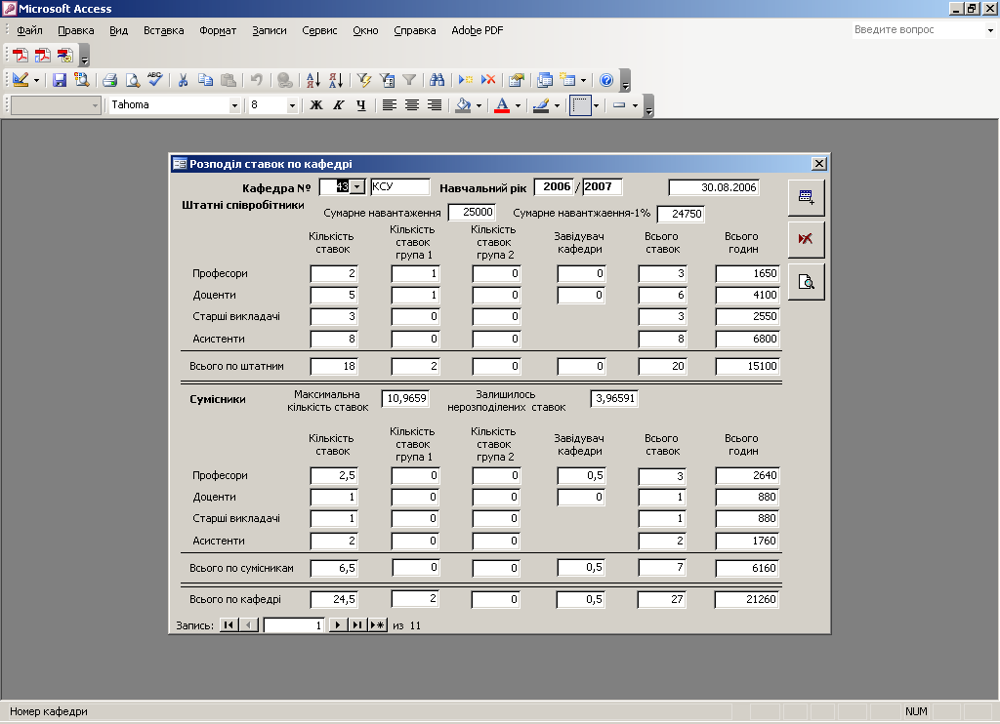 Microsoft Access
Файл Правка Вид Вставка Формат Записи Сервис Окно Справка Adobe PDF Введите вопрос
Tahoma 8 Ж К Ч
Розподіл ставок по кафедрі
Кафедра № 43 КСУ Навчальний рік 2006 / 2007 30.08.2006
Штатні співробітники
Сумарне навантаження 25000 Сумарне навантжаення-1% 24750
Кількість ставок Кількість ставок група 1 Кількість ставок група 2 Завідувач кафедри Всього ставок Всього годин
Професори 2 1 0 0 3 1650
Доценти 5 1 0 0 6 4100
Старші викладачі 3 0 0 3 2550
Асистенти 8 0 0 8 6800
Всього по штатним 18 2 0 0 20 15100
Сумісники Максимальна кількість ставок 10,9659 Залишилось нерозподілених ставок 3,96591
Кількість ставок Кількість ставок група 1 Кількість ставок група 2 Завідувач кафедри Всього ставок Всього годин
Професори 2,5 0 0 0,5 3 2640
Доценти 1 0 0 0 1 880
Старші викладачі 1 0 0 1 880
Асистенти 2 0 0 2 1760
Всього по сумісникам 6,5 0 0 0,5 7 6160
Всього по кафедрі 24,5 2 0 0,5 27 21260
Запись: 1 из 11
Номер кафедри NUM